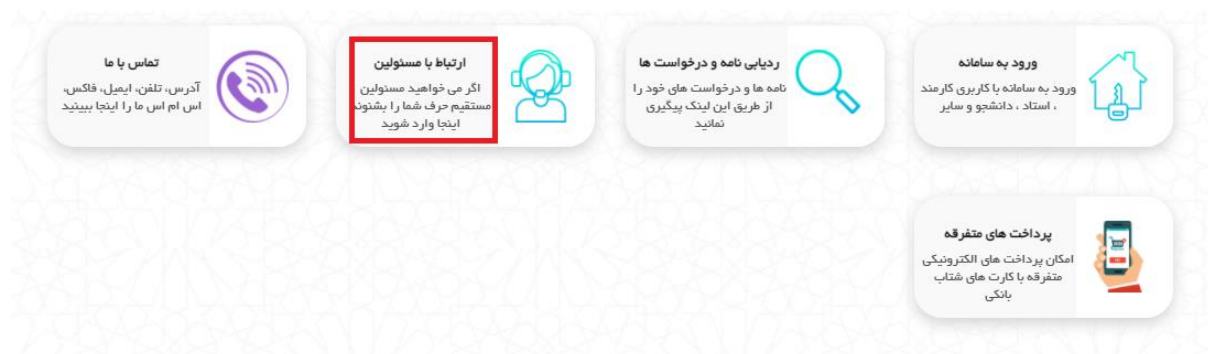 ورود به سامانه
ورود به سامانه با کاربری کارمند
، استاد ، دانشجو و سایر
ردیابی نامه و درخواست ها
نامه ها و درخواست های خود را
از طریق این لینک پیگیری
نمائید
ارتباط با مسئولین
اگر می خواهید مسئولین
مستقیم حرف شما را بشنوند
اینجا وارد شوید
تماس با ما
آدرس، تلفن، ایمیل، فاکس،
اس ام اس ما را اینجا ببینید
پرداخت های متفرقه
امکان پرداخت های الکترونیکی
متفرقه با کارت های شتاب
بانکی